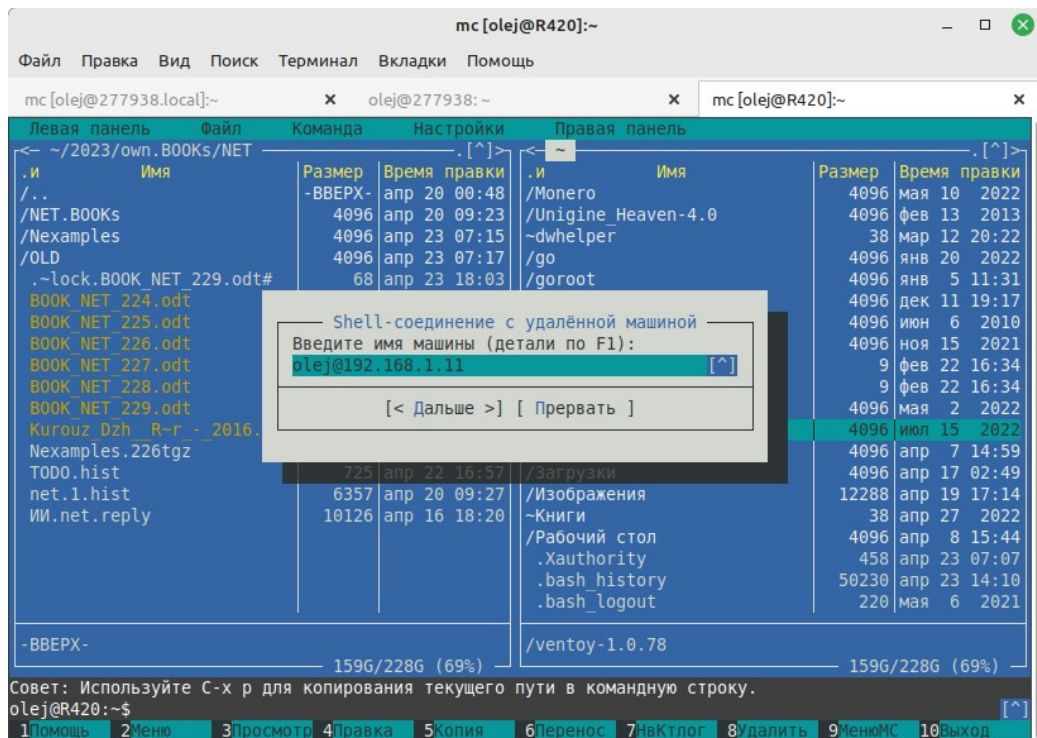 mc [olej@R420]:~
Файл Правка Вид Поиск Терминал Вкладки Помощь
mc [olej@277938.local]:~ × olej@277938: ~ × mc [olej@R420]:~ ×
Левая панель Файл Команда Настройки Правая панель
<─ ~/2023/own.BOOKs/NET .[^]> <─ ~ .[^]>
.и Имя Размер Время правки .и Имя Размер Время правки
/.. -ВВЕРХ- апр 20 00:48 /Monero 4096 мая 10 2022
/NET.BOOKs 4096 апр 20 09:23 /Unigine_Heaven-4.0 4096 фев 13 2013
/Nexamples 4096 апр 23 07:15 ~dwhelper 38 мар 12 20:22
/OLD 4096 апр 23 07:17 /go 4096 янв 20 2022
.~lock.BOOK_NET_229.odt# 68 апр 23 18:03 /goroot 4096 янв 5 11:31
BOOK_NET_224.odt 4096 дек 11 19:17
BOOK_NET_225.odt Shell-соединение с удалённой машиной 4096 июн 6 2010
BOOK_NET_226.odt Введите имя машины (детали по F1): 4096 ноя 15 2021
BOOK_NET_227.odt olej@192.168.1.11 [^] 9 фев 22 16:34
BOOK_NET_228.odt 9 фев 22 16:34
BOOK_NET_229.odt [< Дальше >] [ Прервать ] 4096 мая 2 2022
Kurouz_Dzh__R~r_-_2016. 4096 июл 15 2022
Nexamples.226tgz 4096 апр 7 14:59
TODO.hist 725 апр 22 16:57 /Загрузки 4096 апр 17 02:49
net.1.hist 6357 апр 20 09:27 /Изображения 12288 апр 19 17:14
ИИ.net.reply 10126 апр 16 18:20 ~Книги 38 апр 27 2022
/Рабочий стол 4096 апр 8 15:44
.Xauthority 458 апр 23 07:07
.bash_history 50230 апр 23 14:10
.bash_logout 220 мая 6 2021
-ВВЕРХ- /ventoy-1.0.78
159G/228G (69%) 159G/228G (69%)
Совет: Используйте C-x p для копирования текущего пути в командную строку.
olej@R420:~$ [^]
1Помощь 2Меню 3Просмотр 4Правка 5Копия 6Перенос 7НвКтлог 8Удалить 9МенюMC 10Выход